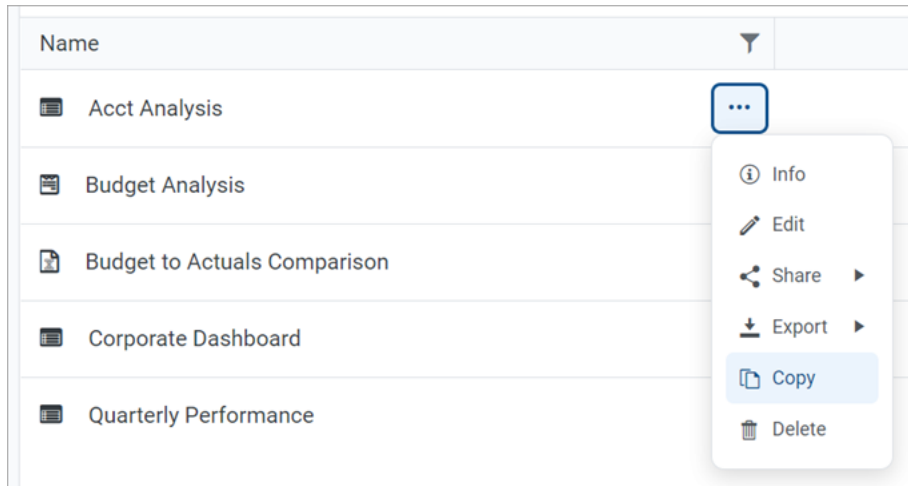 Name
Acct Analysis
Budget Analysis
Budget to Actuals Comparison
Corporate Dashboard
Quarterly Performance
Info
Edit
Share
Export
Copy
Delete